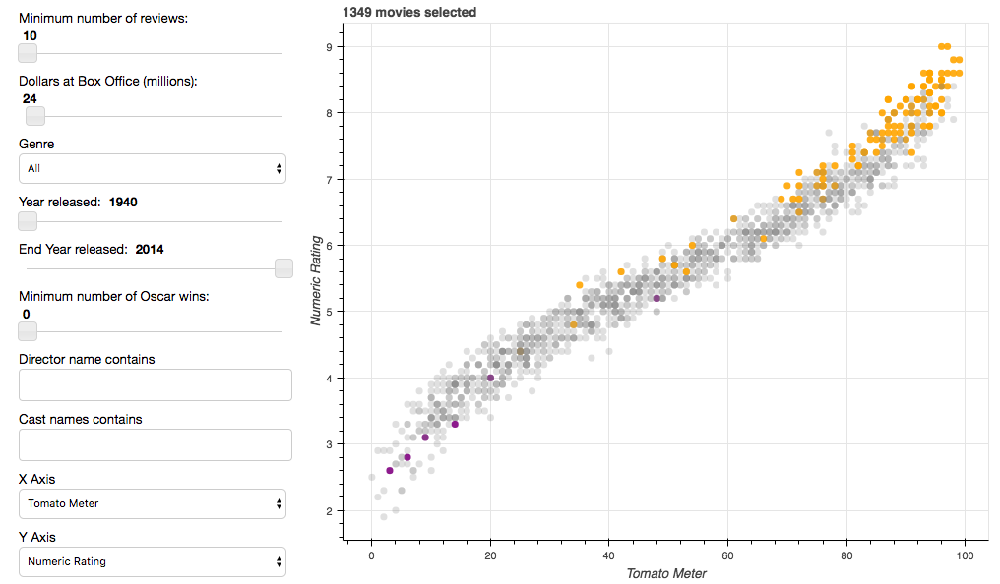 Minimum number of reviews:
10
Dollars at Box Office (millions):
24
Genre
All
Year released: 1940
End Year released: 2014
Minimum number of Oscar wins:
0
Director name contains
Cast names contains
X Axis
Tomato Meter
Y Axis
Numeric Rating
1349 movies selected
Numeric Rating
9
8
7
6
5
4
3
2
0 20 40 60 80 100
Tomato Meter